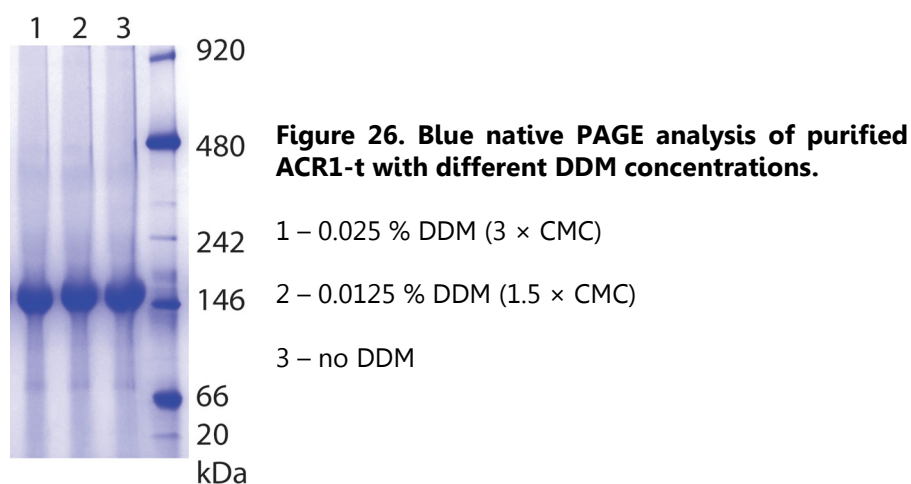 1 2 3
920
480
242
146
66
20
kDa
Figure 26. Blue native PAGE analysis of purified
ACR1-t with different DDM concentrations.
1 – 0.025 % DDM (3 × CMC)
2 – 0.0125 % DDM (1.5 × CMC)
3 – no DDM